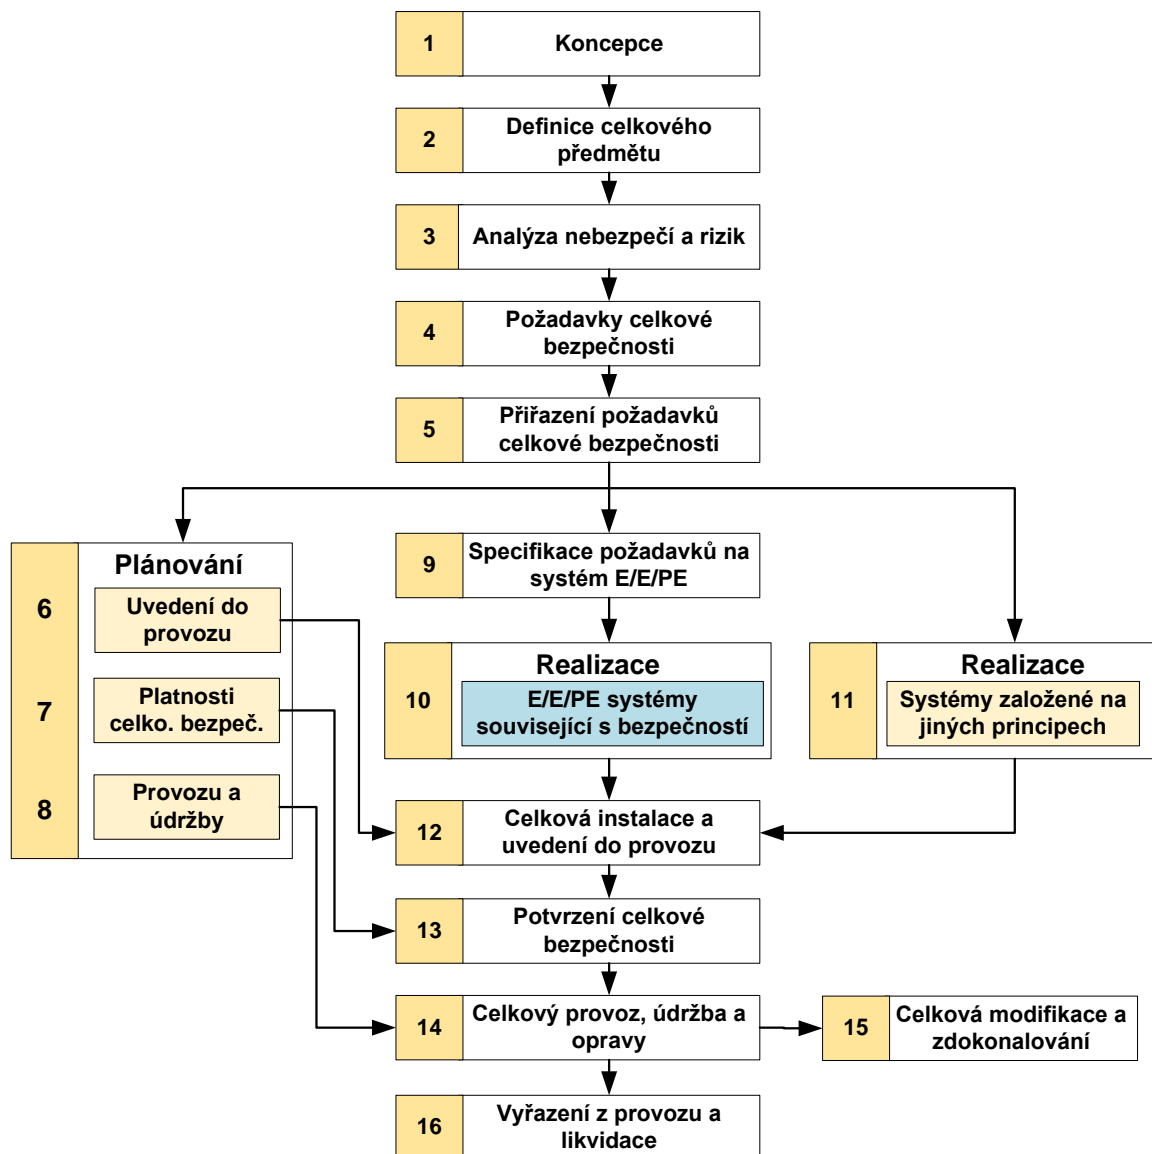 1
Koncepce
2
Definice celkového
předmětu
3
Analýza nebezpečí a rizik
4
Požadavky celkové
bezpečnosti
5
Přiřazení požadavků
celkové bezpečnosti
Plánování
6
Uvedení do
provozu
7
Platnosti
celko. bezpeč.
8
Provozu a
údržby
9
Specifikace požadavků na
systém E/E/PE
10
Realizace
E/E/PE systémy
související s bezpečností
11
Realizace
Systémy založené na
jiných principech
12
Celková instalace a
uvedení do provozu
13
Potvrzení celkové
bezpečnosti
14
Celkový provoz, údržba a
opravy
15
Celková modifikace a
zdokonalování
16
Vyřazení z provozu a
likvidace